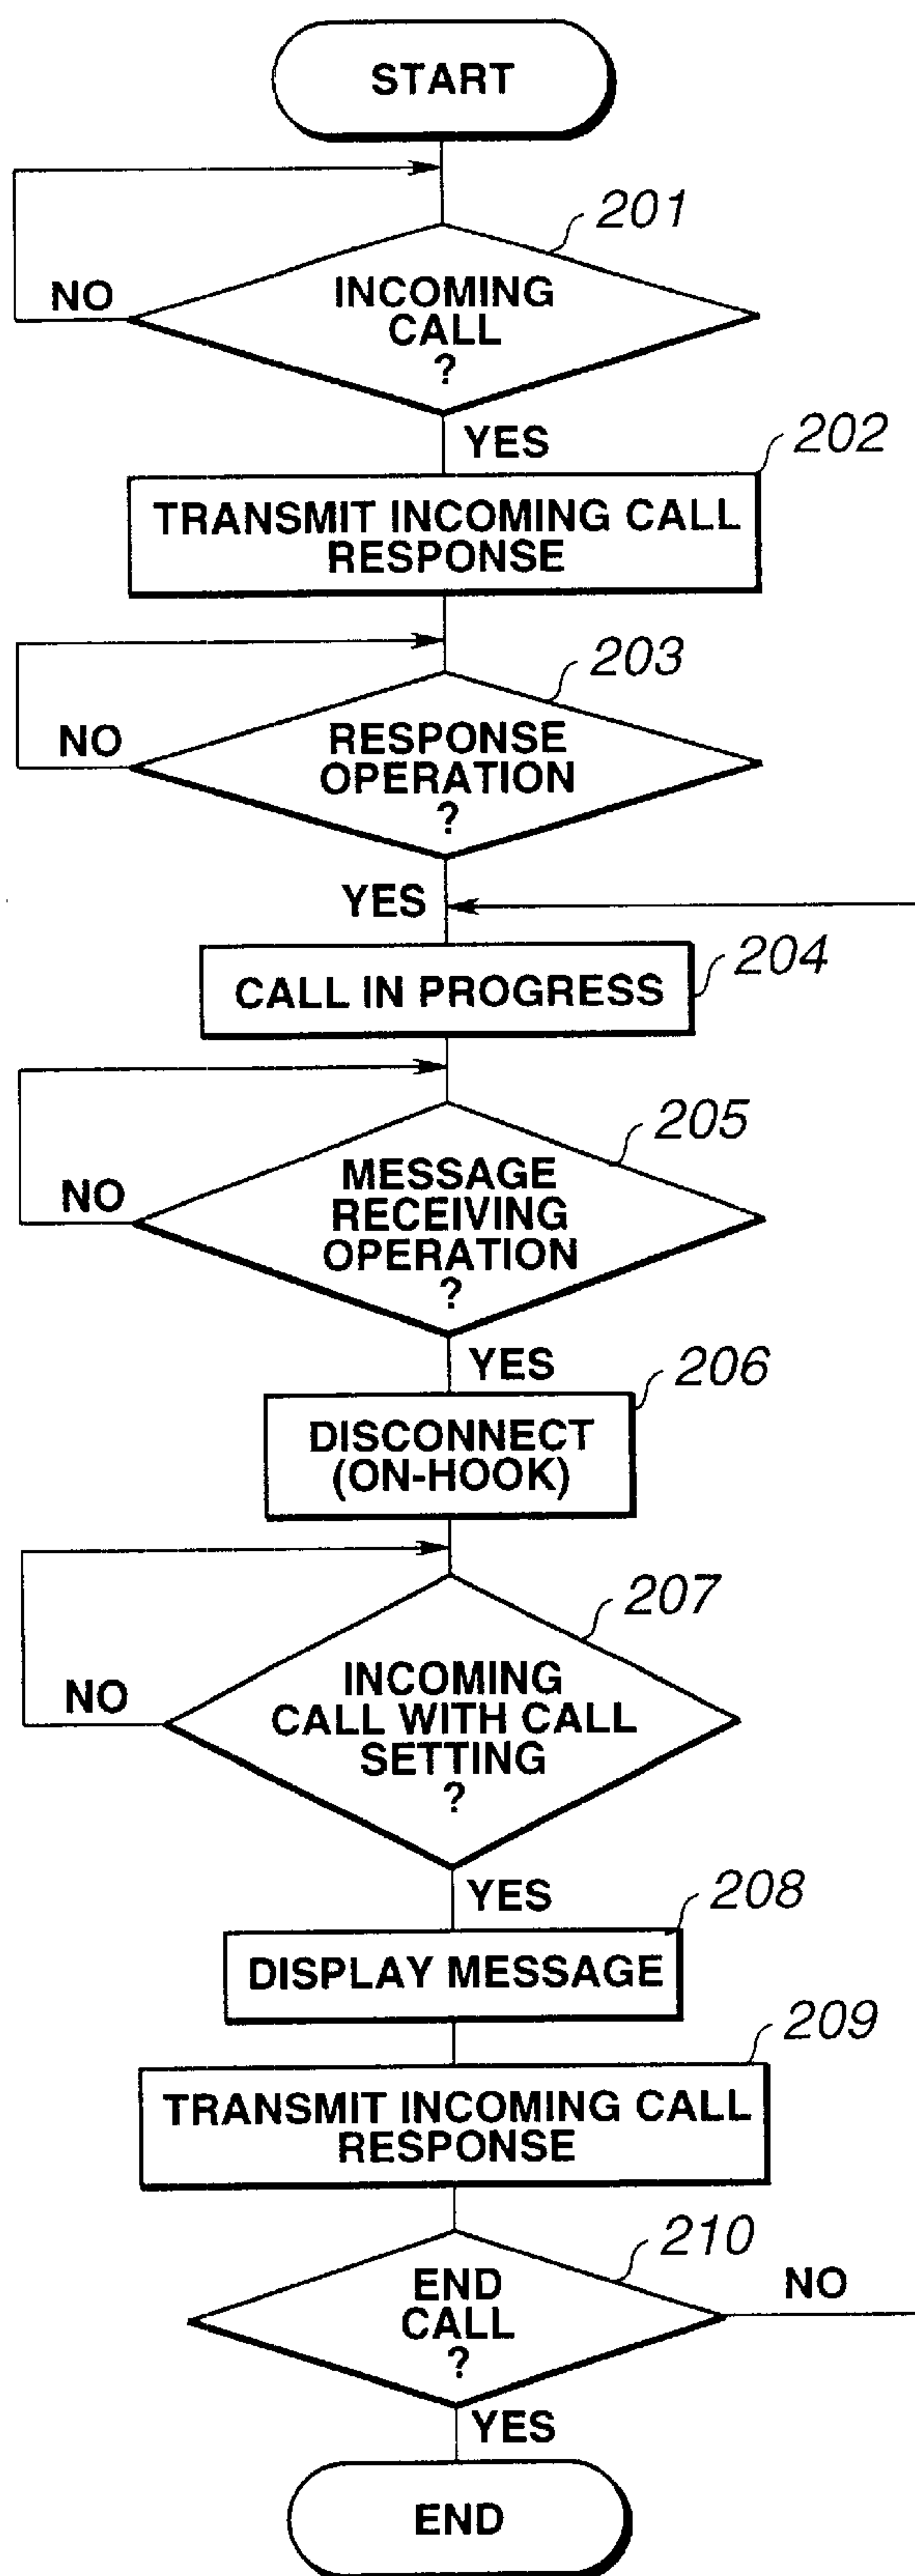 START
201
INCOMING
CALL
?
NO
YES
202
TRANSMIT INCOMING CALL
RESPONSE
203
RESPONSE
OPERATION
?
NO
YES
204
CALL IN PROGRESS
205
MESSAGE
RECEIVING
OPERATION
?
NO
YES
206
DISCONNECT
(ON-HOOK)
207
INCOMING
CALL WITH CALL
SETTING
?
NO
YES
208
DISPLAY MESSAGE
209
TRANSMIT INCOMING CALL
RESPONSE
210
END
CALL
?
NO
YES
END